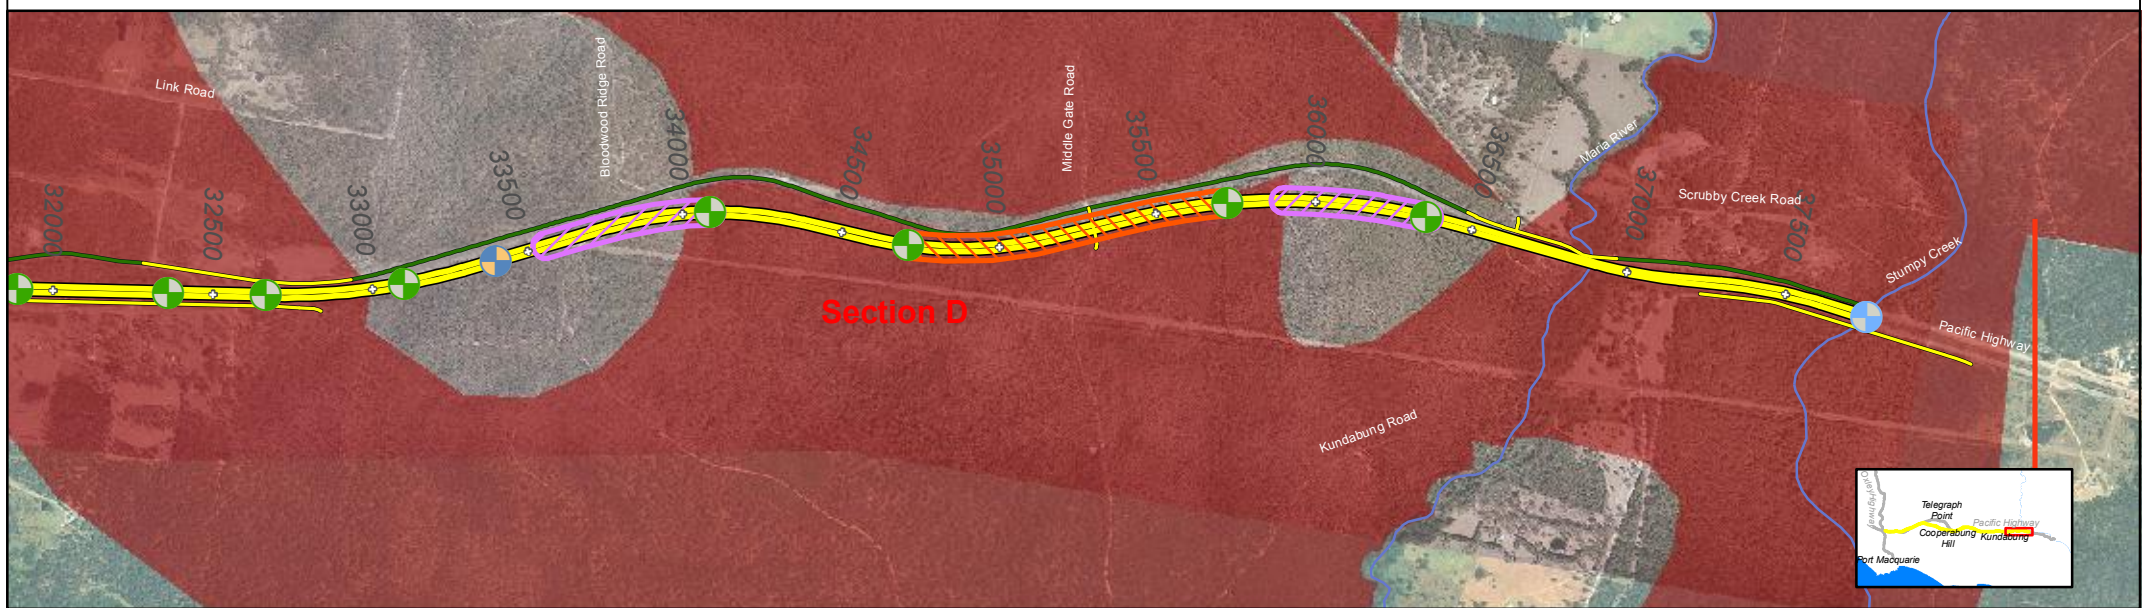 Link Road
Bloodwood Ridge Road
Middle Gate Road
Maria River
Scrubby Creek Road
Stumpy Creek
Pacific Highway
Kundabung Road
32000
32500
33000
33500
34000
34500
35000
35500
36000
36500
37000
37500
Section D
Oxley Highway
Telegraph
Point
Pacific Highway
Cooperabung
Hill
Kundabung
Port Macquarie